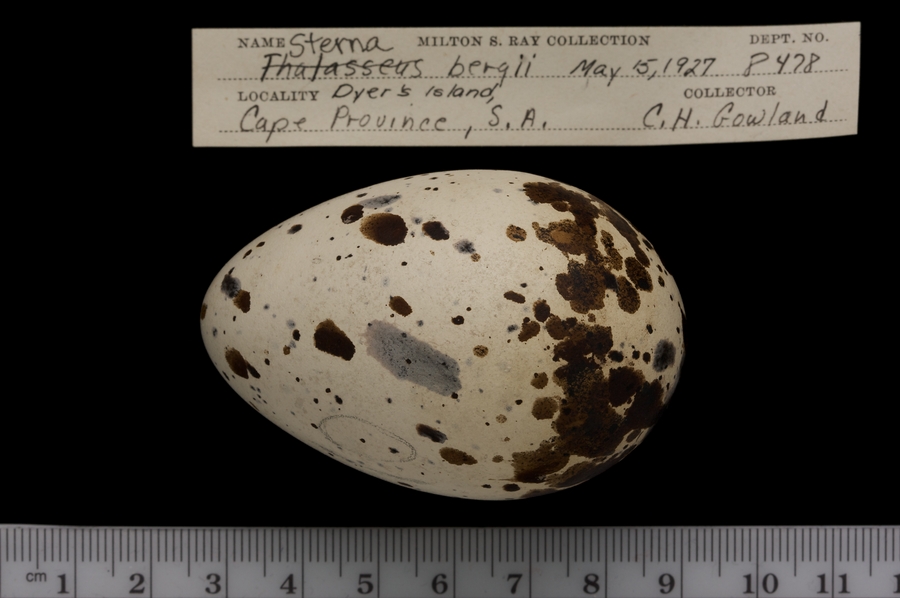 NAME Sterna MILTON S. RAY COLLECTION DEPT. NO.
Thalasseus bergii May 15, 1927 P478
LOCALITY Dyer's Island, COLLECTOR
Cape Province, S.A. C.H. Gowland
cm 1 2 3 4 5 6 7 8 9 10 11